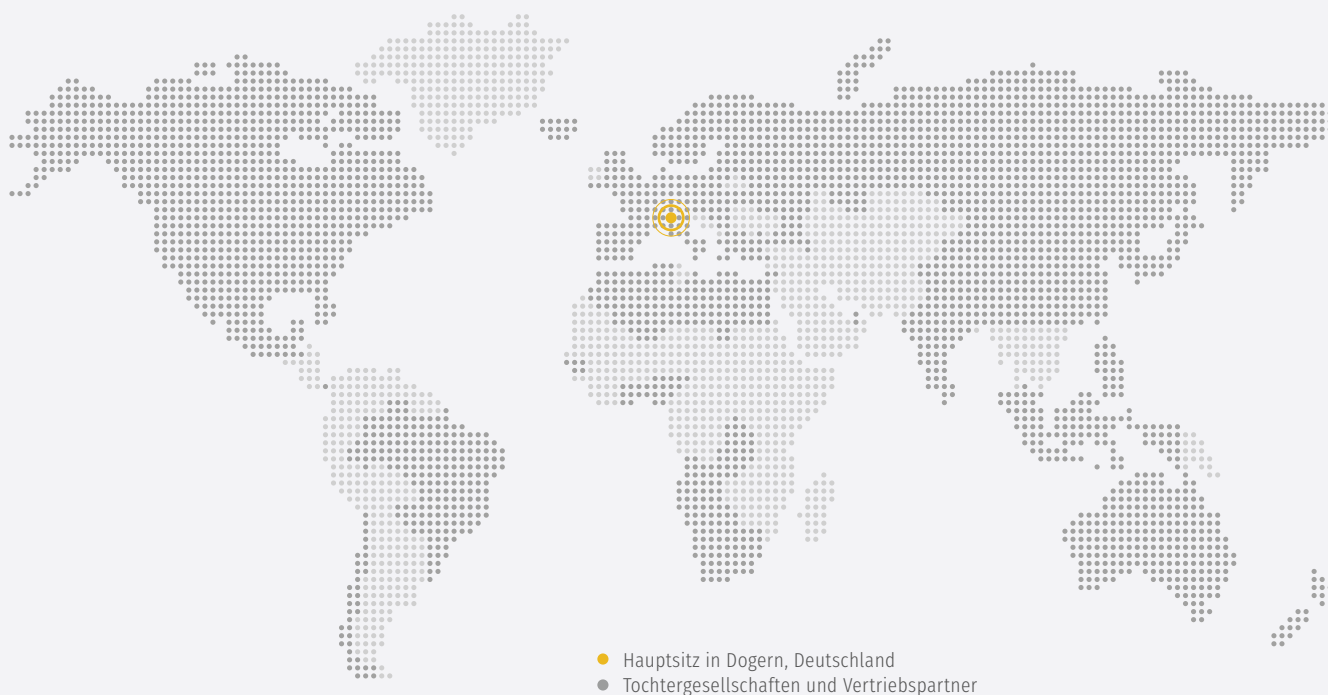 Hauptsitz in Dogern, Deutschland
Tochtergesellschaften und Vertriebspartner